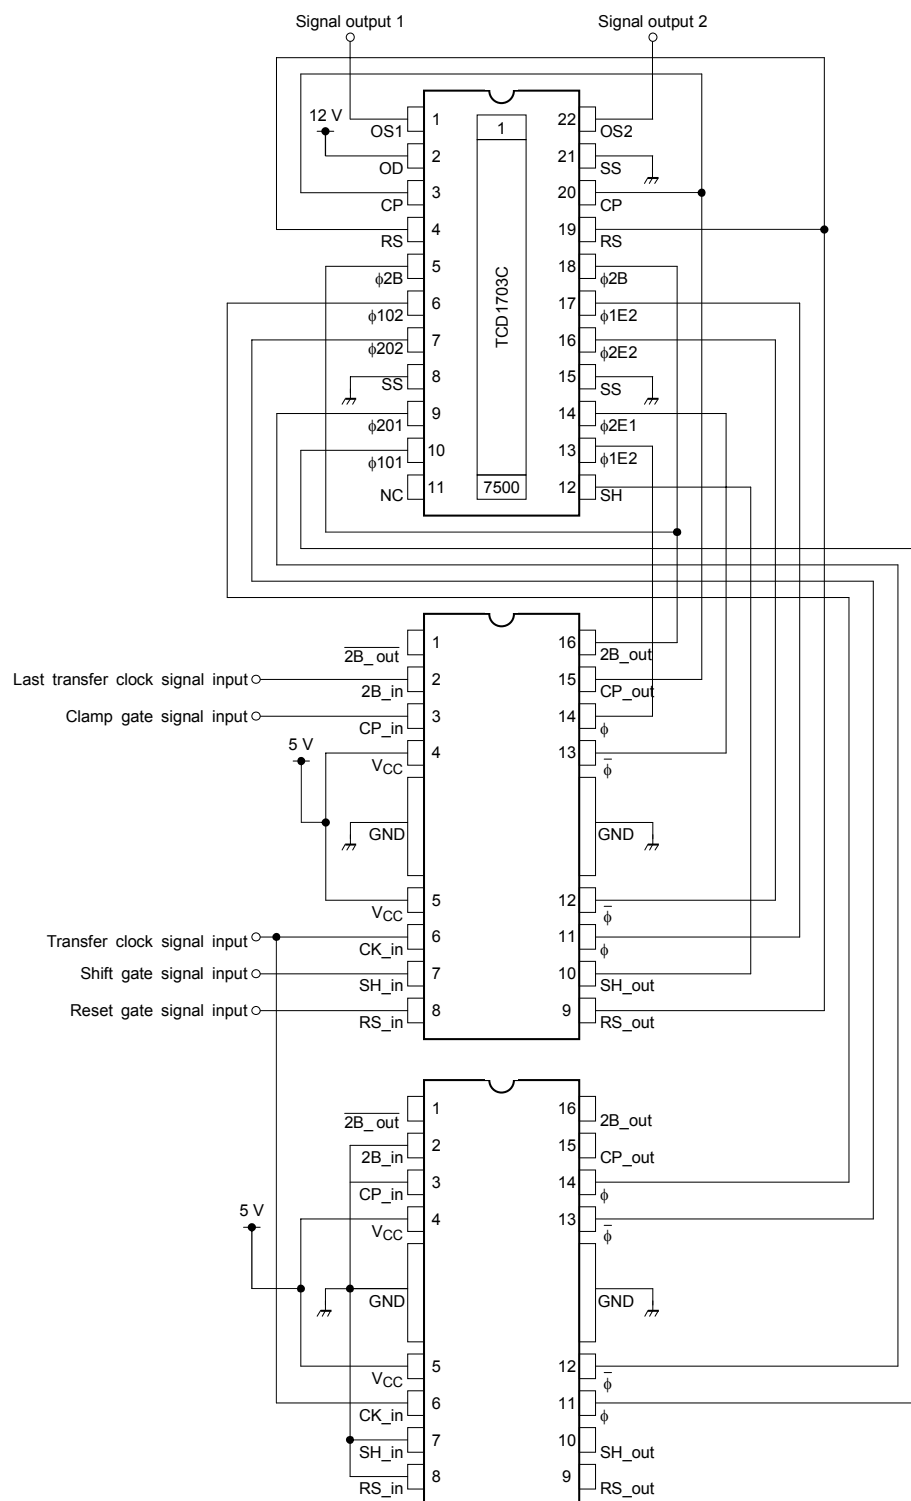 Signal output 1
Signal output 2
12 V
1 22
OS1 OS2
1
2 21
OD SS
3 20
CP CP
4 19
RS RS
5 18
ϕ2B ϕ2B
6 17
ϕ102 ϕ1E2
7 16
ϕ202 ϕ2E2
TCD1703C
8 15
SS SS
9 14
ϕ201 ϕ2E1
10 13
ϕ101 ϕ1E2
11 12
NC SH
7500
1 16
2B_out 2B_out
Last transfer clock signal input
2 15
2B_in CP_out
Clamp gate signal input
3 14
CP_in ϕ
5 V
4 13
VCC ϕ̅
GND GND
5 12
VCC ϕ̅
Transfer clock signal input
6 11
CK_in ϕ
Shift gate signal input
7 10
SH_in SH_out
Reset gate signal input
8 9
RS_in RS_out
1 16
2B_out 2B_out
2 15
2B_in CP_out
3 14
CP_in ϕ
5 V
4 13
VCC ϕ̅
GND GND
5 12
VCC ϕ̅
6 11
CK_in ϕ
7 10
SH_in SH_out
8 9
RS_in RS_out